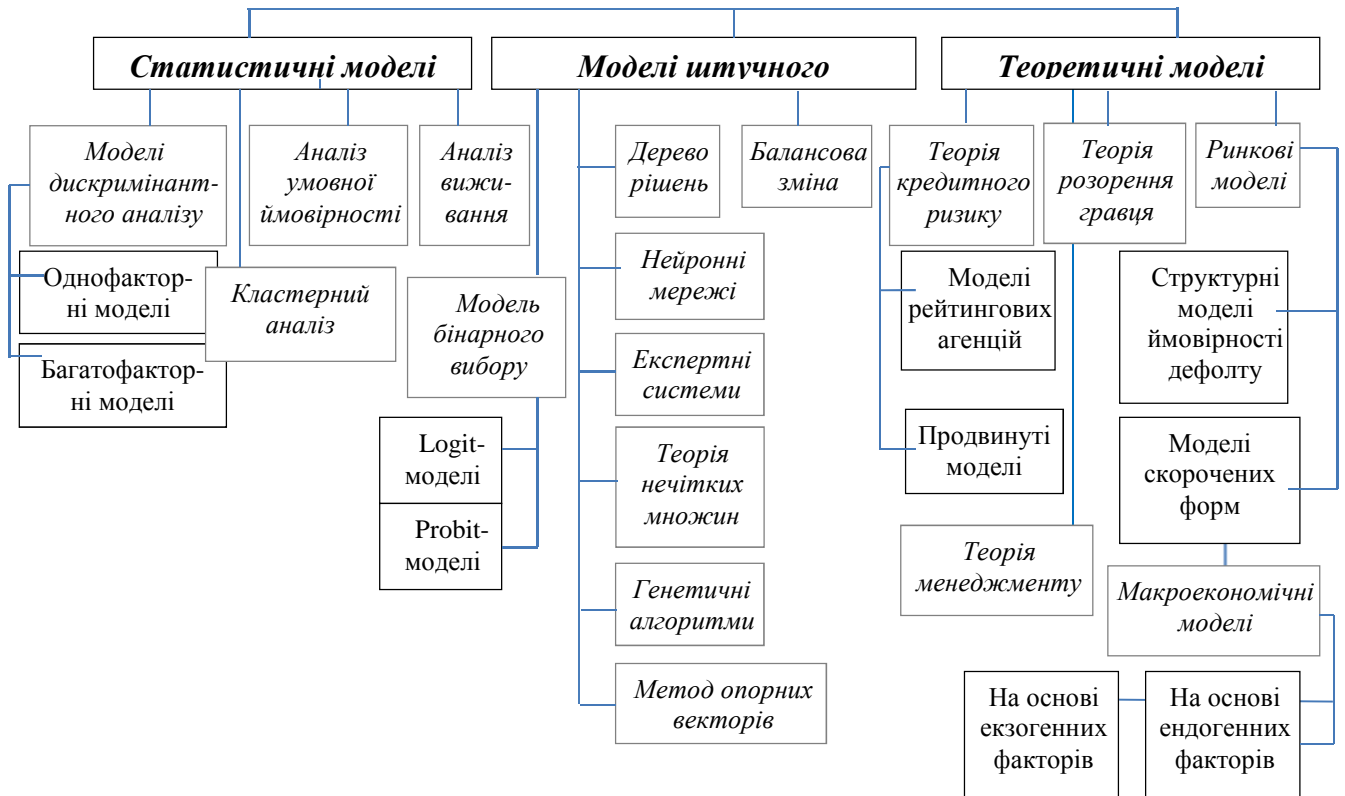 Статистичні моделі
Моделі штучного
Теоретичні моделі
Моделі
дискримінант-
ного аналізу
Аналіз
умовної
ймовірності
Аналіз
вижи-
вання
Дерево
рішень
Балансова
зміна
Теорія
кредитного
ризику
Теорія
розорення
гравця
Ринкові
моделі
Однофактор-
ні моделі
Кластерний
аналіз
Багатофактор-
ні моделі
Модель
бінарного
вибору
Logit-
моделі
Probit-
моделі
Нейронні
мережі
Експертні
системи
Теорія
нечітких
множин
Генетичні
алгоритми
Метод опорних
векторів
Моделі
рейтингових
агенцій
Продвинуті
моделі
Теорія
менеджменту
Структурні
моделі
ймовірності
дефолту
Моделі
скорочених
форм
Макроекономічні
моделі
На основі
екзогенних
факторів
На основі
ендогенних
факторів